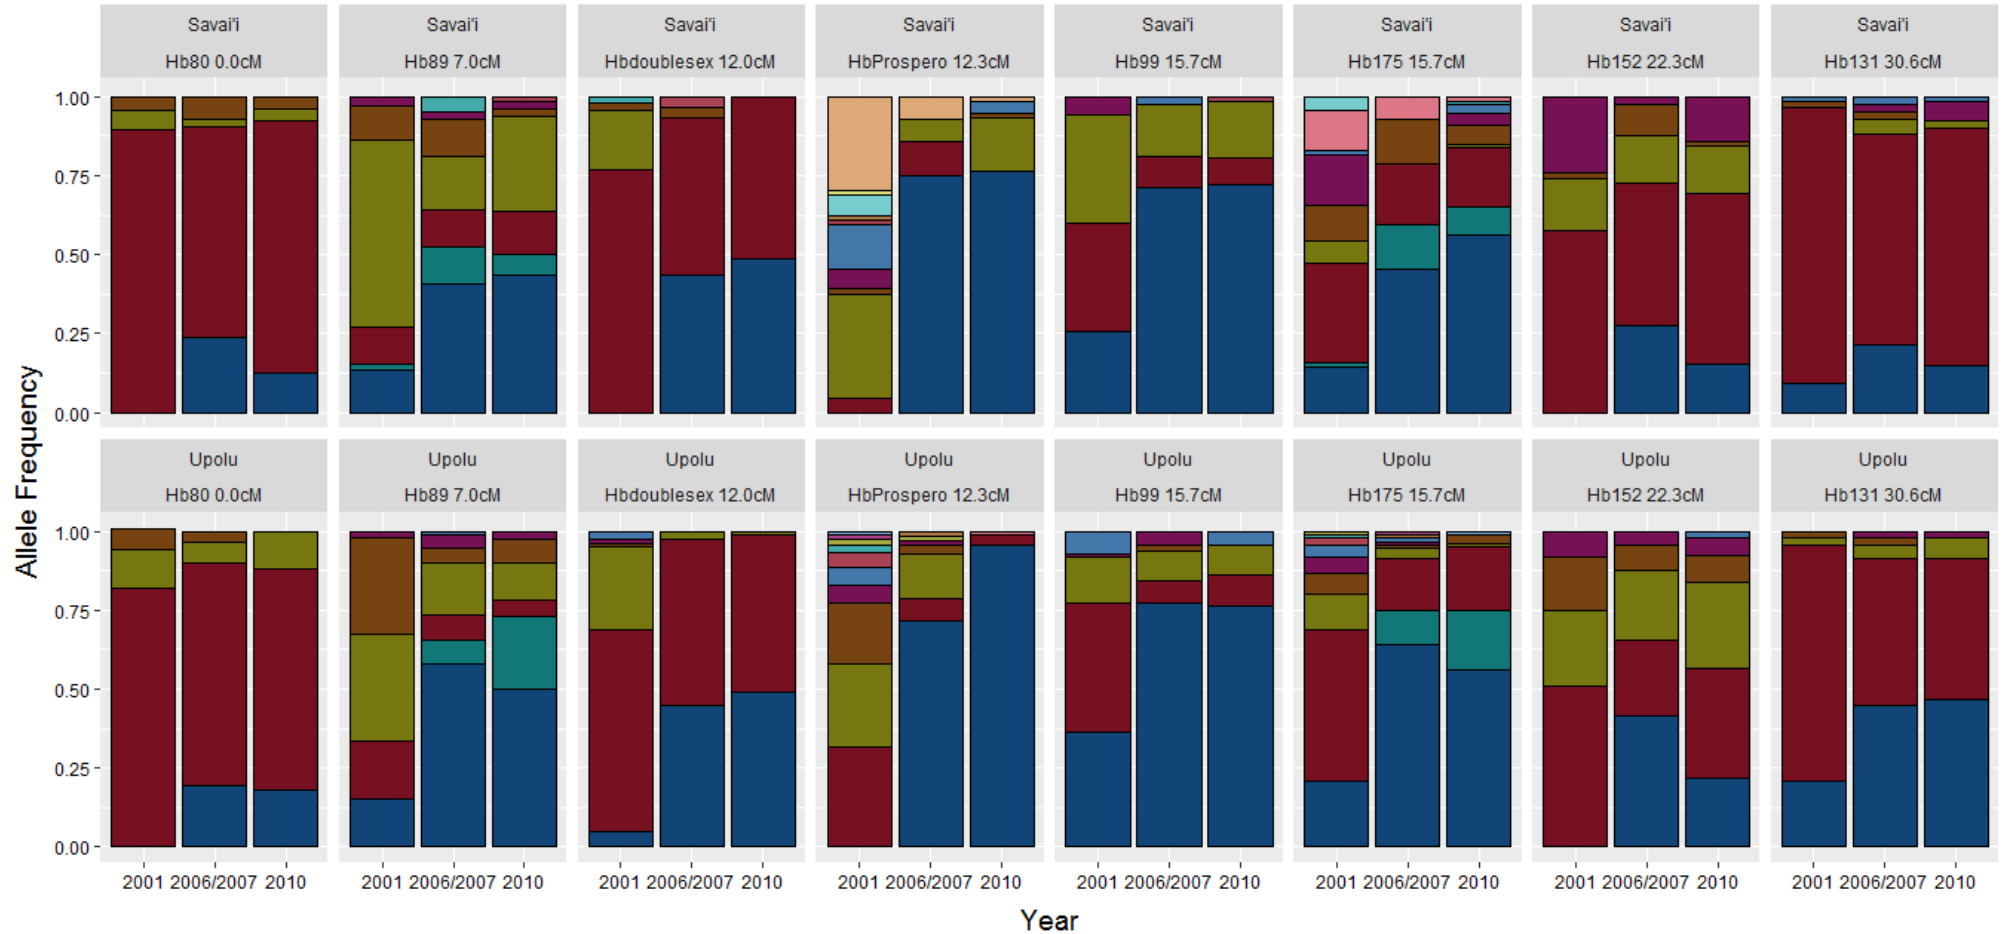 Savai'i Savai'i Savai'i Savai'i Savai'i Savai'i Savai'i Savai'i
Hb80 0.0cM Hb89 7.0cM Hbdoublesex 12.0cM HbProspero 12.3cM Hb99 15.7cM Hb175 15.7cM Hb152 22.3cM Hb131 30.6cM
1.00
0.75
0.50
0.25
0.00
Allele Frequency
Upolu Upolu Upolu Upolu Upolu Upolu Upolu Upolu
Hb80 0.0cM Hb89 7.0cM Hbdoublesex 12.0cM HbProspero 12.3cM Hb99 15.7cM Hb175 15.7cM Hb152 22.3cM Hb131 30.6cM
1.00
0.75
0.50
0.25
0.00
2001 2006/2007 2010 2001 2006/2007 2010 2001 2006/2007 2010 2001 2006/2007 2010 2001 2006/2007 2010 2001 2006/2007 2010 2001 2006/2007 2010 2001 2006/2007 2010
Year